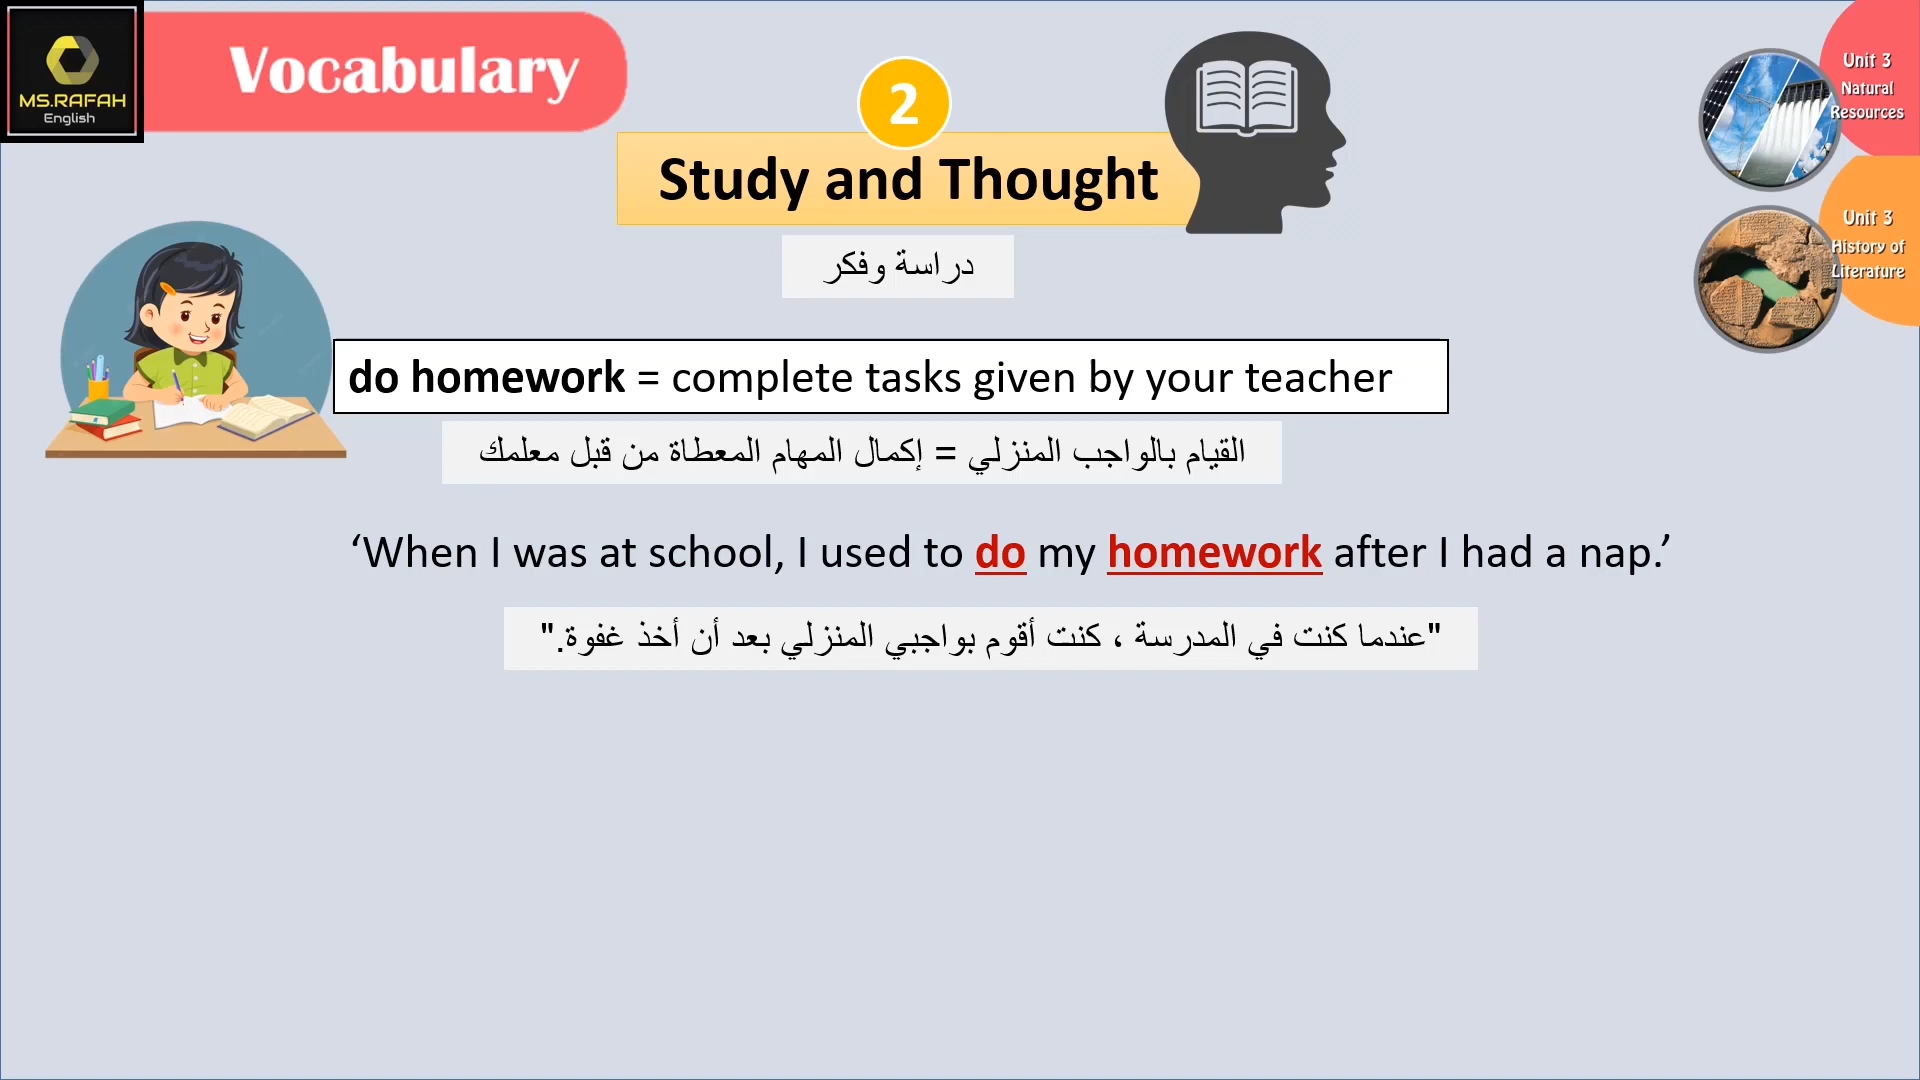 MS.RAFAH
English
Vocabulary
2
Study and Thought
دراسة وفكر
Unit 3
Natural
Resources
Unit 3
History of
Literature
do homework = complete tasks given by your teacher
القيام بالواجب المنزلي = إكمال المهام المعطاة من قبل معلمك
‘When I was at school, I used to do my homework after I had a nap.’
"عندما كنت في المدرسة ، كنت أقوم بواجبي المنزلي بعد أن أخذ غفوة."